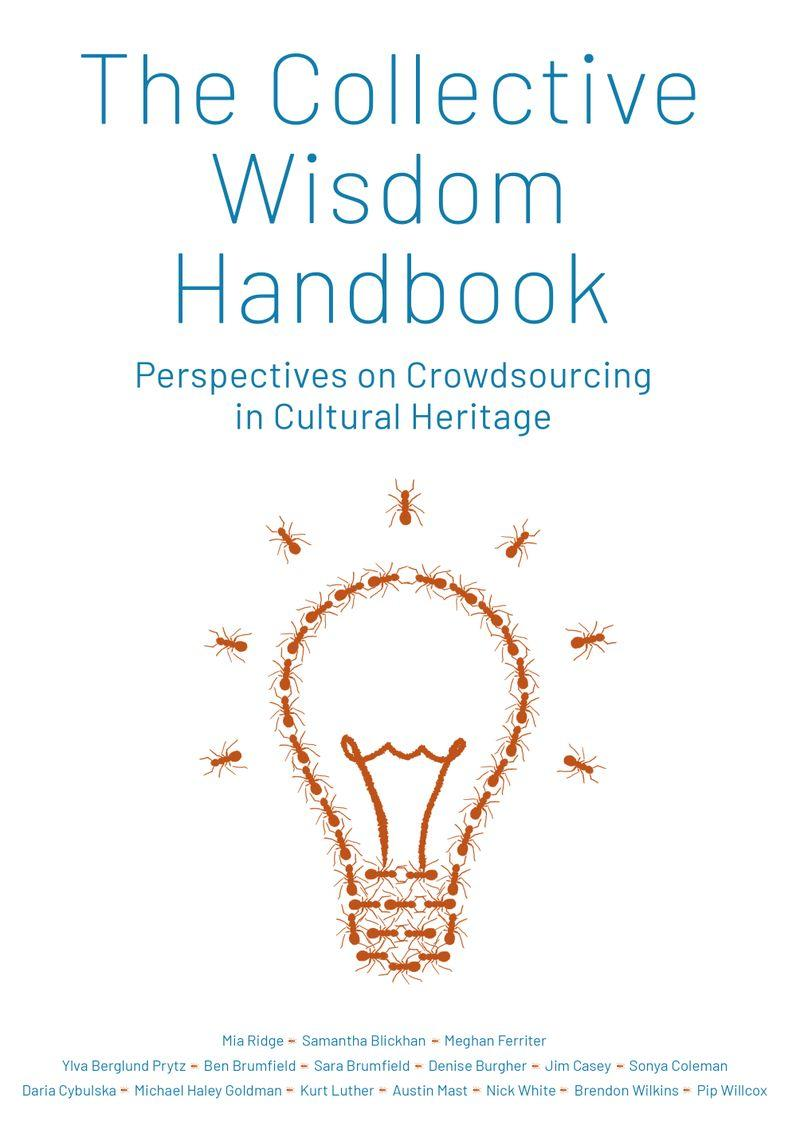 The Collective
Wisdom
Handbook
Perspectives on Crowdsourcing
in Cultural Heritage
Mia Ridge - Samantha Blickhan - Meghan Ferriter
Ylva Berglund Prytz - Ben Brumfield - Sara Brumfield - Denise Burgher - Jim Casey - Sonya Coleman
Daria Cybulska - Michael Haley Goldman - Kurt Luther - Austin Mast - Nick White - Brendon Wilkins - Pip Willcox